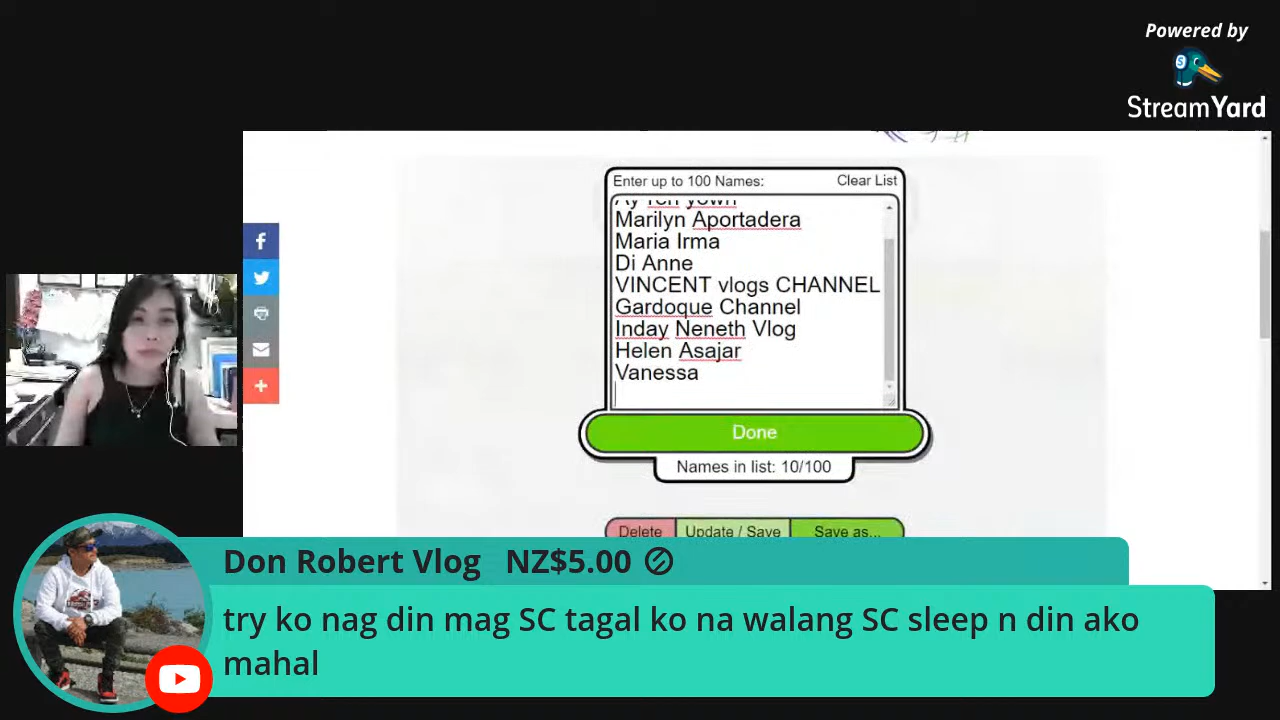 Powered by
StreamYard
Enter up to 100 Names:
Clear List
Marilyn Aportadera
Maria Irma
Di Anne
VINCENT vlogs CHANNEL
Gardoque Channel
Inday Neneth Vlog
Helen Asajar
Vanessa
Done
Names in list: 10/100
Delete
Update / Save
Save as...
Don Robert Vlog NZ$5.00
try ko nag din mag SC tagal ko na walang SC sleep n din ako
mahal